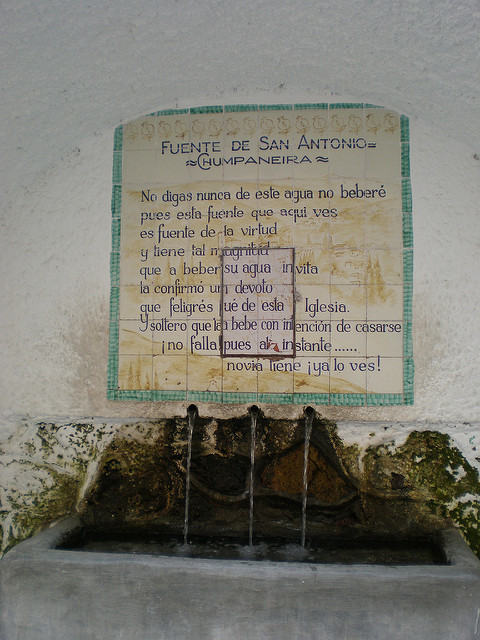 FUENTE DE SAN ANTONIO=
≈CHUMPANEIRA≈
No digas nunca de este agua no beberé
pues esta fuente que aqui ves
es fuente de la virtud
y tiene tal magnitud
que a beber su agua invita
la confirmó un devoto
que feligrés ué de esta Iglesia.
Y soltero que la bebe con intención de casarse
¡no falla! pues al instante......
novia tiene ¡ya lo ves!